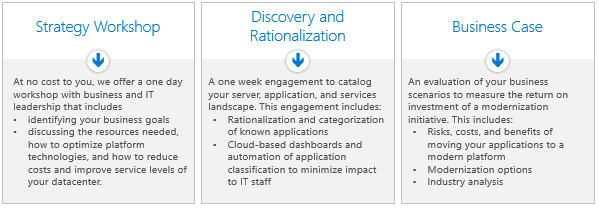 Strategy Workshop
At no cost to you, we offer a one day
workshop with business and IT
leadership that includes
• identifying your business goals
• discussing the resources needed,
how to optimize platform
technologies, and how to reduce
costs and improve service levels of
your datacenter.
Discovery and
Rationalization
A one week engagement to catalog
your server, application, and services
landscape. This engagement includes:
• Rationalization and categorization
of known applications
• Cloud-based dashboards and
automation of application
classification to minimize impact
to IT staff
Business Case
An evaluation of your business
scenarios to measure the return on
investment of a modernization
initiative. This includes:
• Risks, costs, and benefits of
moving your applications to a
modern platform
• Modernization options
• Industry analysis